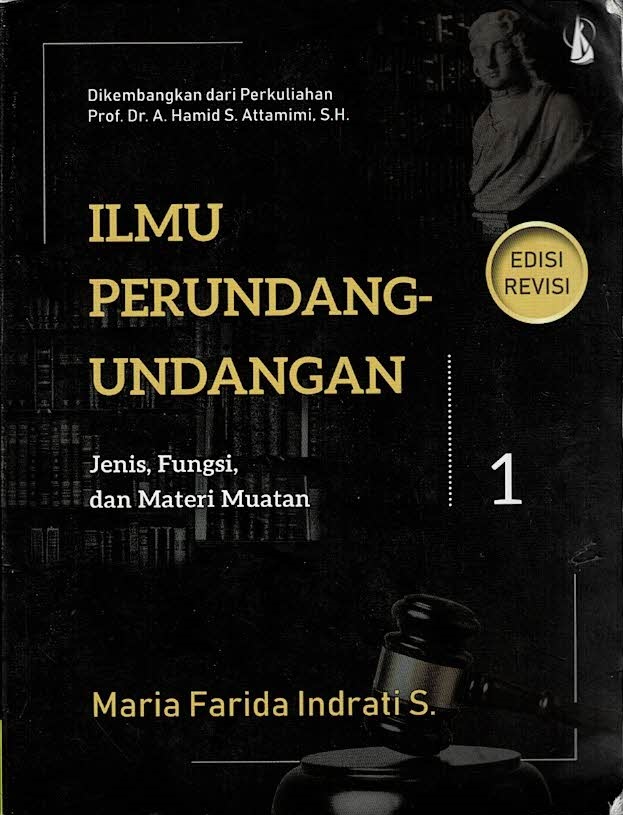 Dikembangkan dari Perkuliahan
Prof. Dr. A. Hamid S. Attamimi, S.H.
ILMU
PERUNDANG-
UNDANGAN
EDISI
REVISI
Jenis, Fungsi,
dan Materi Muatan
1
Maria Farida Indrati S.